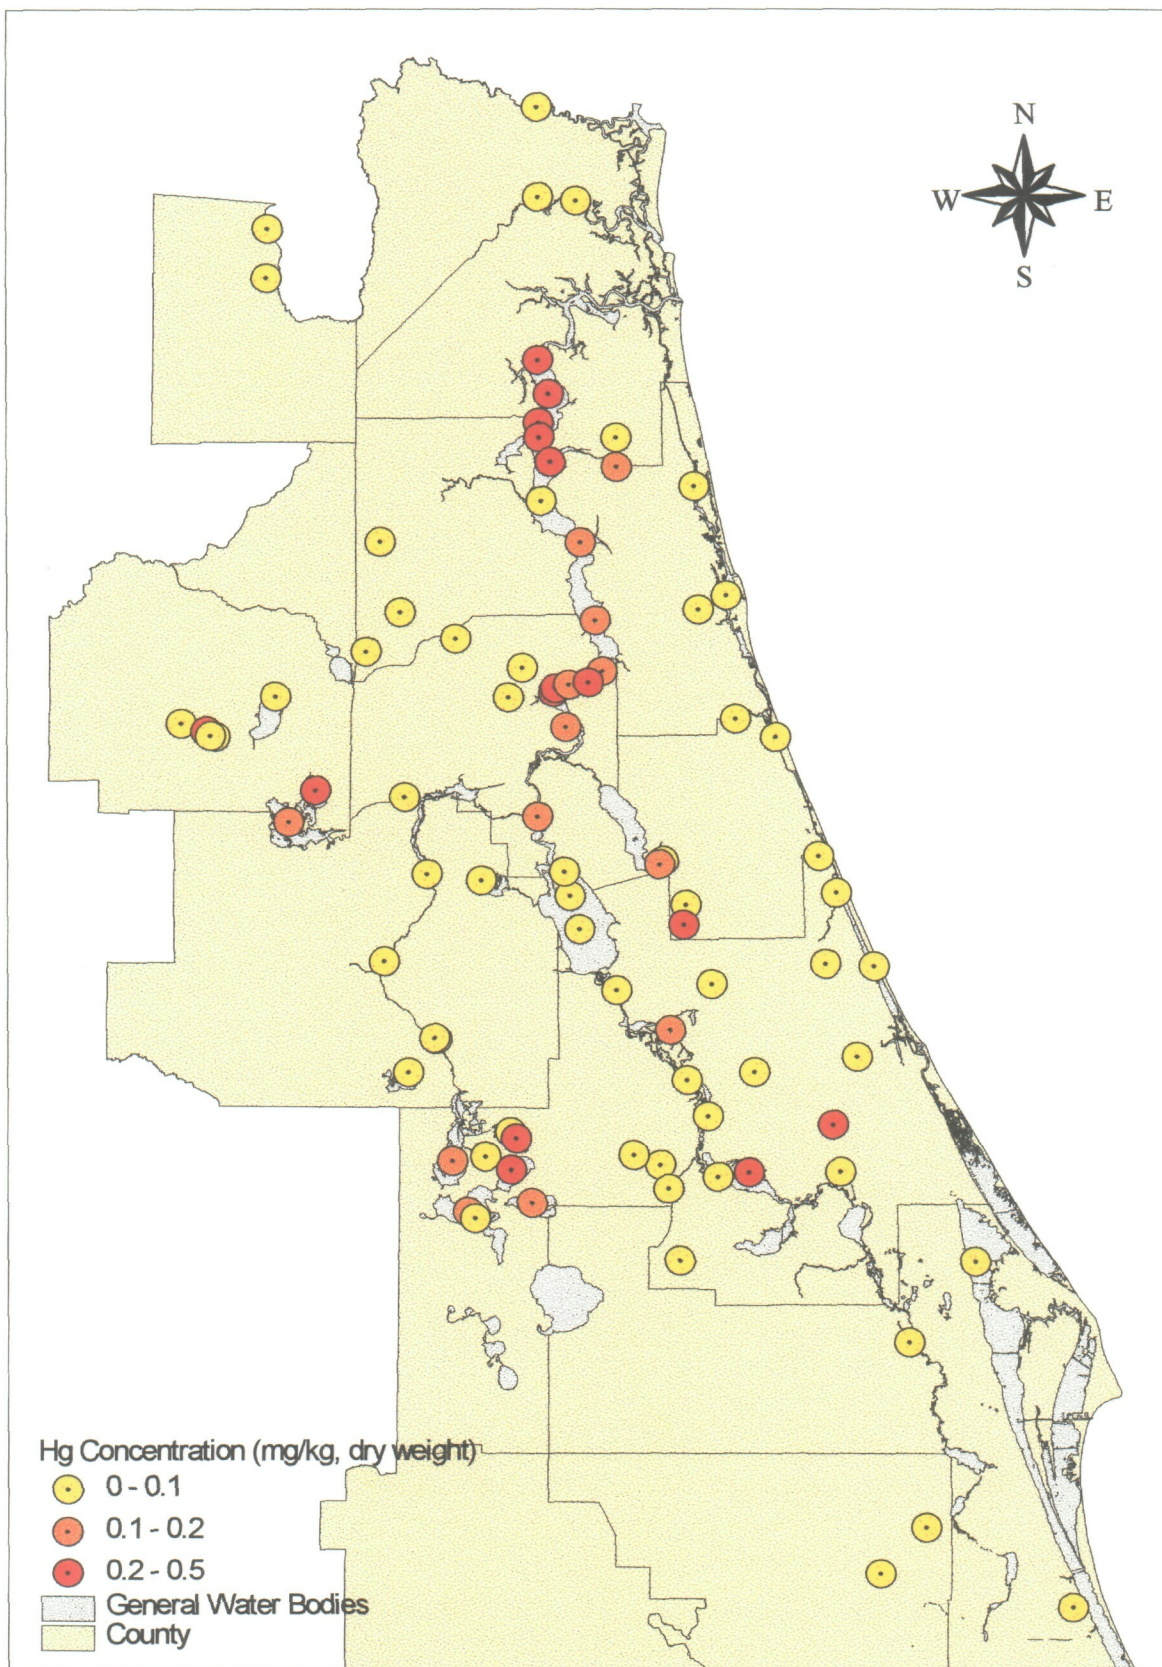 N
W E
S
Hg Concentration (mg/kg, dry weight)
0 - 0.1
0.1 - 0.2
0.2 - 0.5
General Water Bodies
County